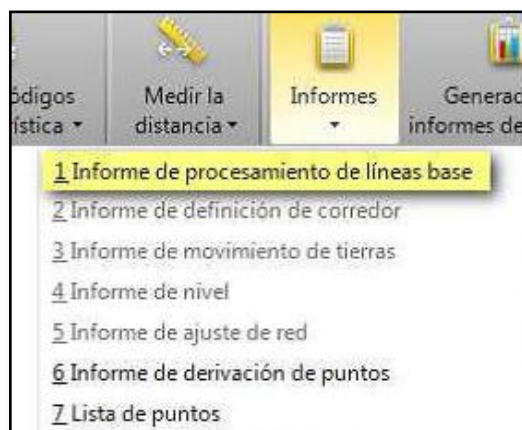 ódigos
ística
Medir la
distancia
Informes
Generad
informes de
1 Informe de procesamiento de líneas base
2 Informe de definición de corredor
3 Informe de movimiento de tierras
4 Informe de nivel
5 Informe de ajuste de red
6 Informe de derivación de puntos
7 Lista de puntos